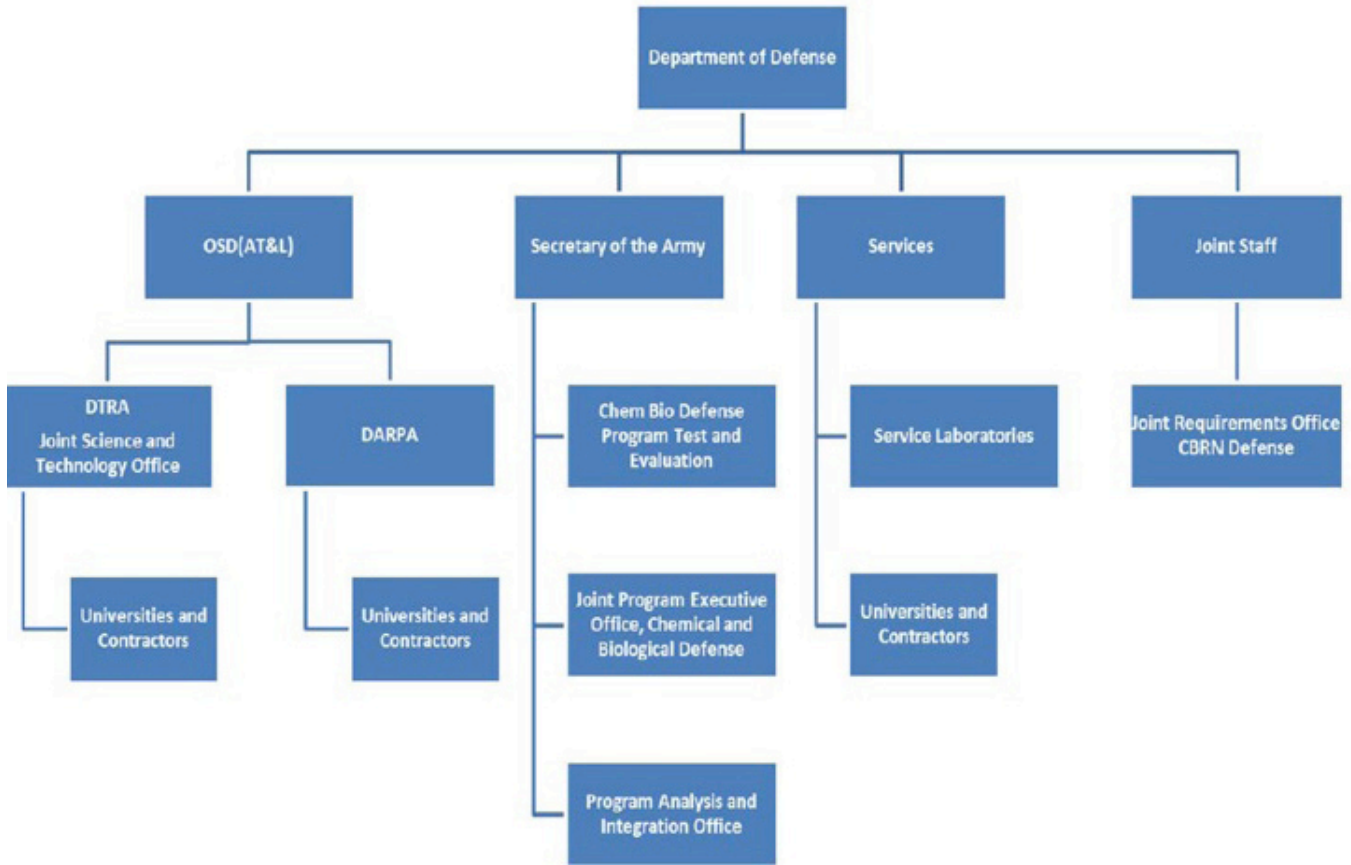 Department of Defense
OSD(AT&L)
Secretary of the Army
Services
Joint Staff
DTRA
Joint Science and
Technology Office
DARPA
Chem Bio Defense
Program Test and
Evaluation
Service Laboratories
Joint Requirements Office
CBRN Defense
Universities and
Contractors
Universities and
Contractors
Joint Program Executive
Office, Chemical and
Biological Defense
Universities and
Contractors
Program Analysis and
Integration Office